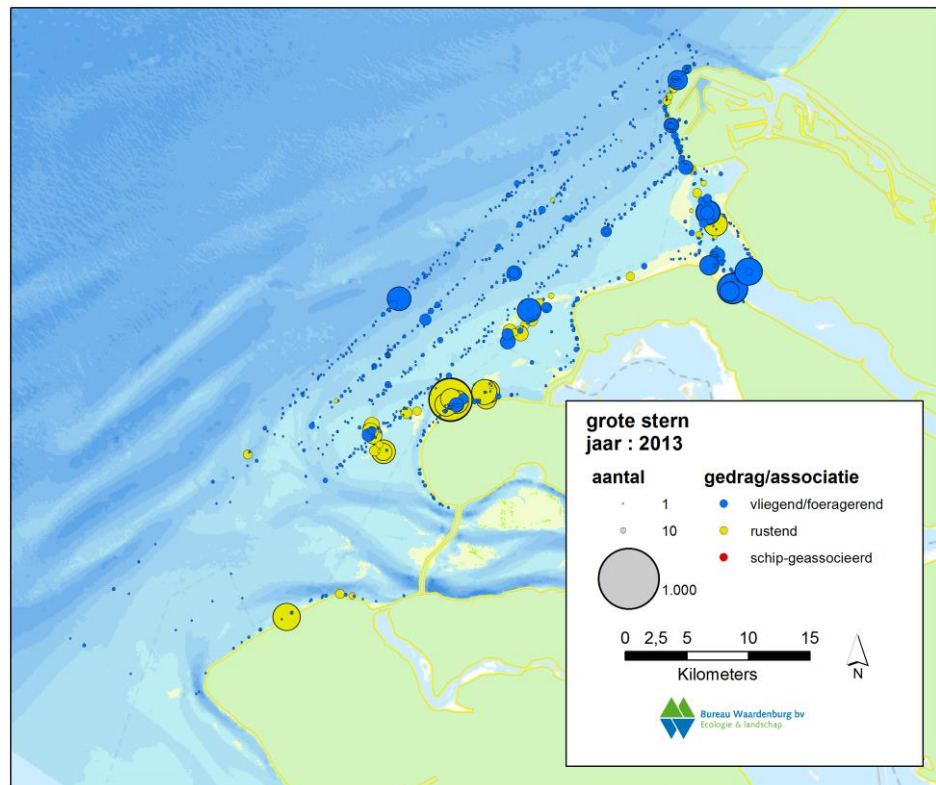 grote stern
jaar : 2013
aantal
1
10
1.000
gedrag/associatie
vliegend/foeragerend
rustend
schip-geassocieerd
0 2,5 5 10 15
Kilometers
N
Bureau Waardenburg bv
Ecologie & landschap